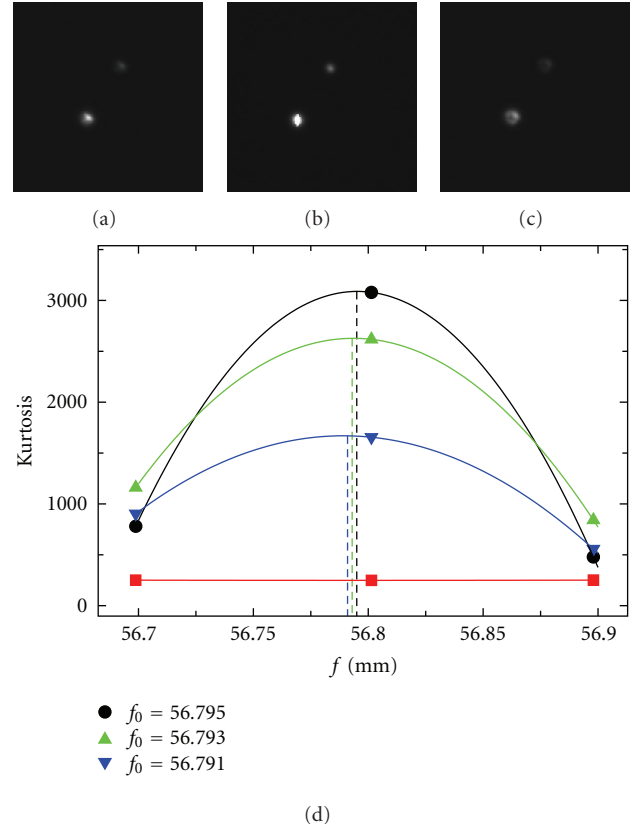 (a)
(b)
(c)
3000
2000
1000
0
Kurtosis
56.7
56.75
56.8
56.85
56.9
f (mm)
f₀ = 56.795
f₀ = 56.793
f₀ = 56.791
(d)